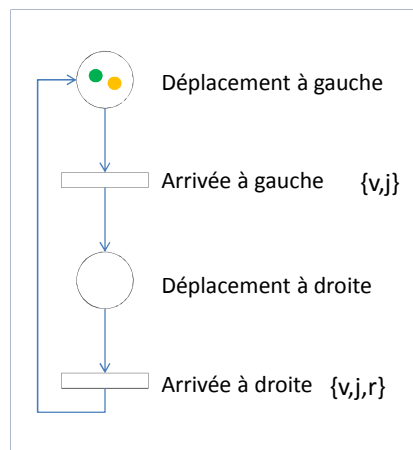 Déplacement à gauche
Arrivée à gauche {v,j}
Déplacement à droite
Arrivée à droite {v,j,r}